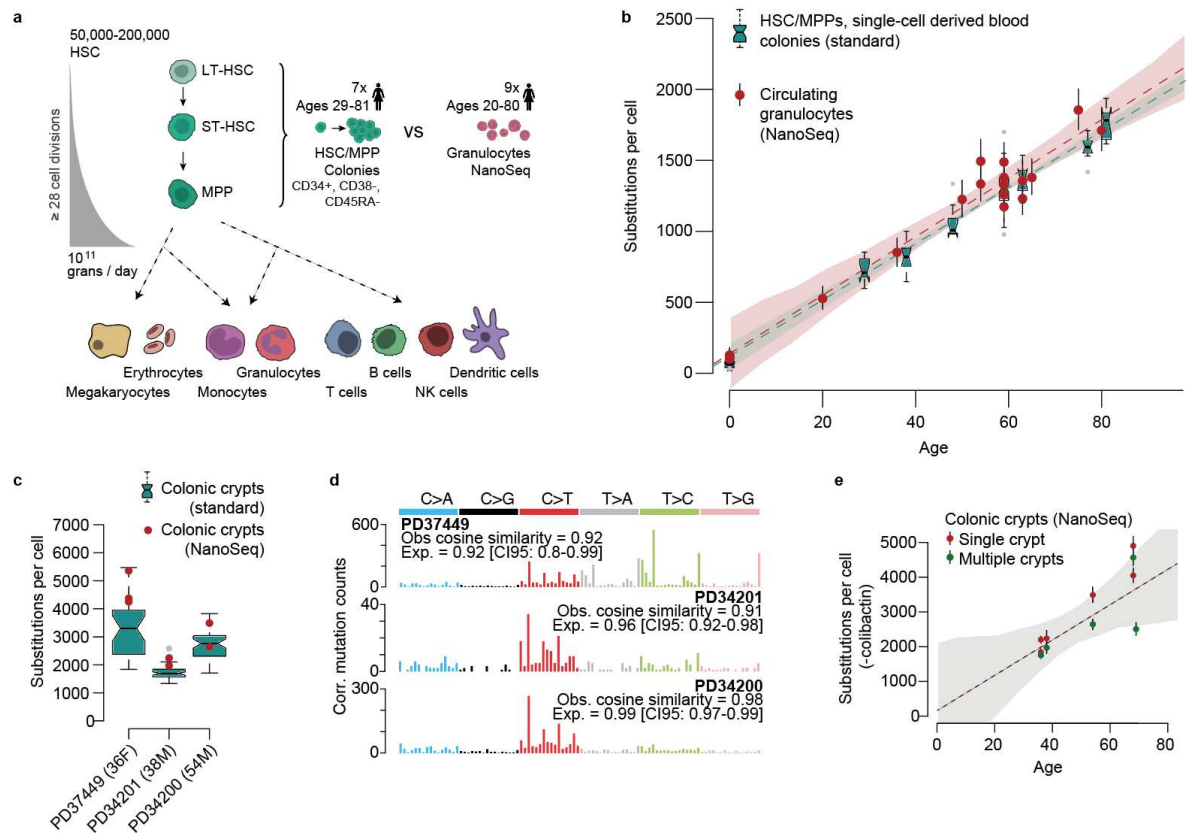 a
50,000-200,000
HSC
≥ 28 cell divisions
10^11
grans / day
LT-HSC
ST-HSC
MPP
7x
Ages 29-81
HSC/MPP
Colonies
CD34+, CD38-,
CD45RA-
VS
9x
Ages 20-80
Granulocytes
NanoSeq
Megakaryocytes
Erythrocytes
Monocytes
Granulocytes
T cells
B cells
NK cells
Dendritic cells
b
HSC/MPPs, single-cell derived blood
colonies (standard)
Circulating
granulocytes
(NanoSeq)
Substitutions per cell
2500
2000
1500
1000
500
0
0 20 40 60 80
Age
c
Colonic crypts
(standard)
Colonic crypts
(NanoSeq)
Substitutions per cell
7000
6000
5000
4000
3000
2000
1000
0
PD37449 (36F)
PD34201 (38M)
PD34200 (54M)
d
C>A C>G C>T T>A T>C T>G
Corr. mutation counts
600
0
PD37449
Obs cosine similarity = 0.92
Exp. = 0.92 [CI95: 0.8-0.99]
40
0
PD34201
Obs. cosine similarity = 0.91
Exp. = 0.96 [CI95: 0.92-0.98]
300
0
PD34200
Obs. cosine similarity = 0.98
Exp. = 0.99 [CI95: 0.97-0.99]
e
Colonic crypts (NanoSeq)
Single crypt
Multiple crypts
Substitutions per cell
(-colibactin)
5000
4000
3000
2000
1000
0
0 20 40 60 80
Age